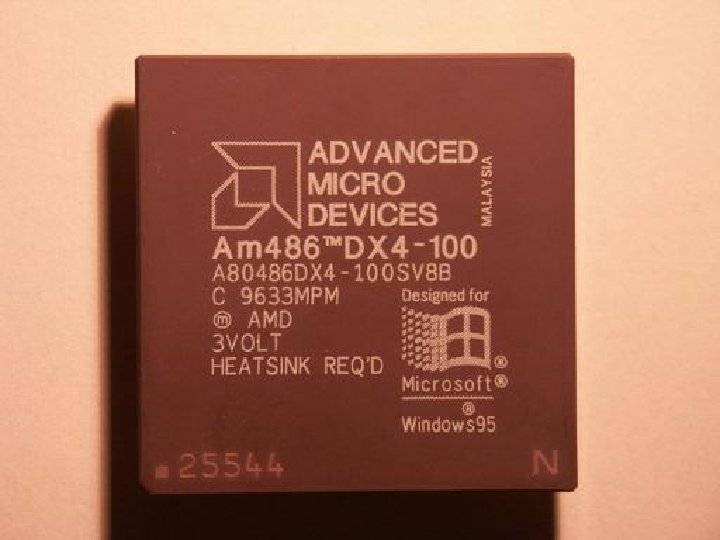 ADVANCED
MICRO
DEVICES
MALAYSIA
Am486™DX4-100
A80486DX4-100SV8B
C 9633MPM
ⓜ AMD
3VOLT
HEATSINK REQ'D
Designed for
®
Microsoft®
®
Windows95
25544
N